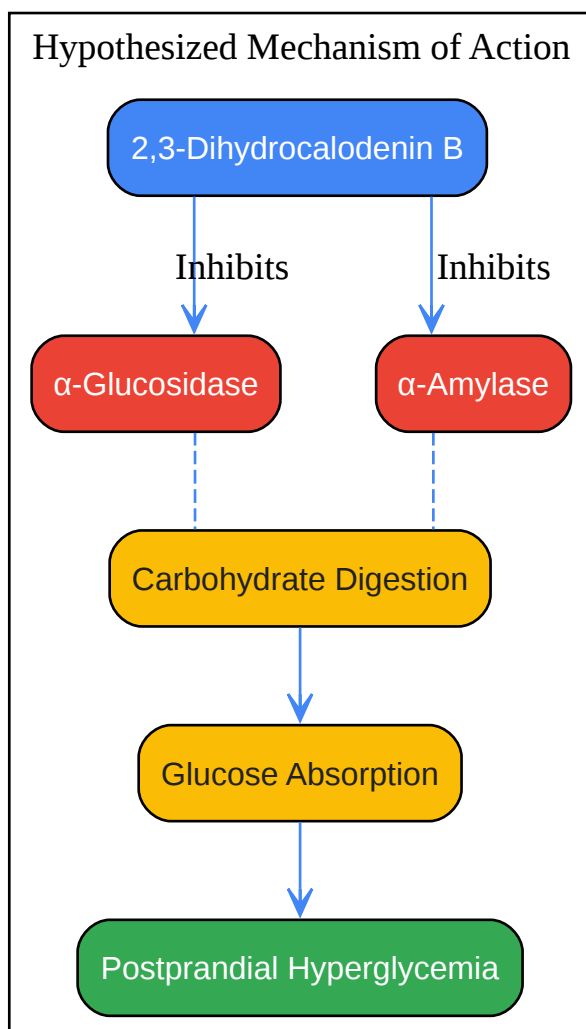 Hypothesized Mechanism of Action
2,3-Dihydrocalodenin B
Inhibits
Inhibits
α-Glucosidase
α-Amylase
Carbohydrate Digestion
Glucose Absorption
Postprandial Hyperglycemia